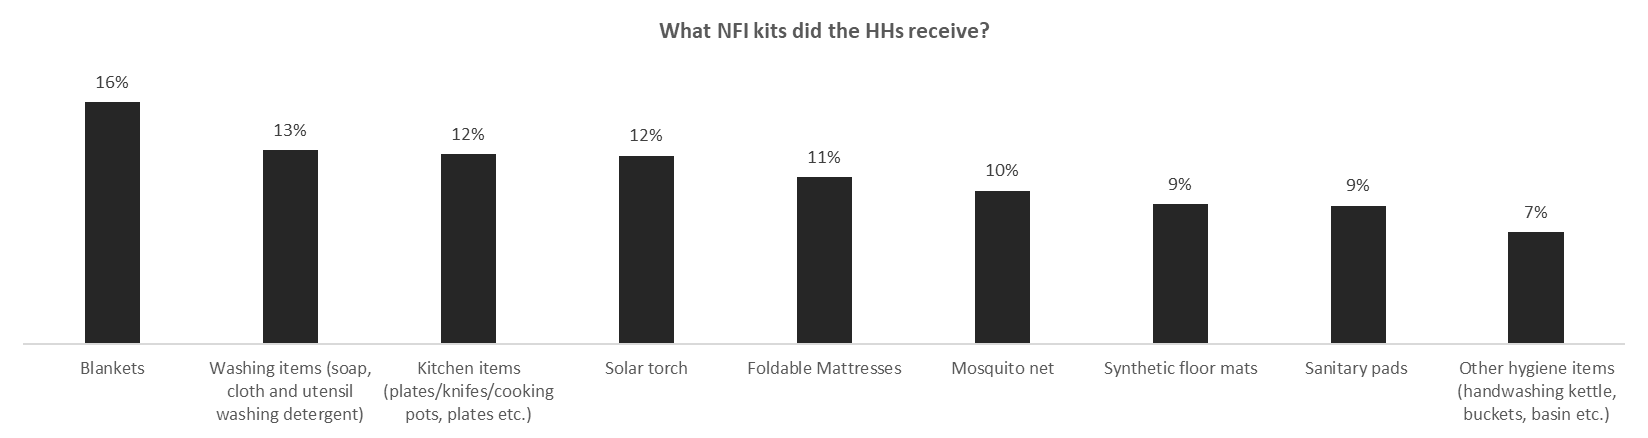 What NFI kits did the HHs receive?
16%
13%
12%
12%
11%
10%
9%
9%
7%
Blankets
Washing items (soap,
cloth and utensil
washing detergent)
Kitchen items
(plates/knifes/cooking
pots, plates etc.)
Solar torch
Foldable Mattresses
Mosquito net
Synthetic floor mats
Sanitary pads
Other hygiene items
(handwashing kettle,
buckets, basin etc.)